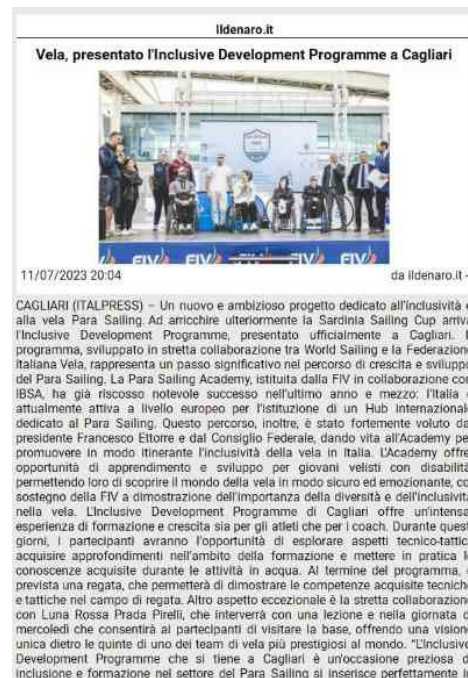 Ildenaro.it
Vela, presentato l'Inclusive Development Programme a Cagliari
FIV FIV FIV
11/07/2023 20:04 da ildenaro.it -
CAGLIARI (ITALPRESS) – Un nuovo e ambizioso progetto dedicato all'inclusività e
alla vela Para Sailing. Ad arricchire ulteriormente la Sardinia Sailing Cup arriva
l'Inclusive Development Programme, presentato ufficialmente a Cagliari. I
programma, sviluppato in stretta collaborazione tra World Sailing e la Federazione
Italiana Vela, rappresenta un passo significativo nel percorso di crescita e sviluppo
del Para Sailing. La Para Sailing Academy, istituita dalla FIV in collaborazione con
IBSA, ha già riscosso notevole successo nell'ultimo anno e mezzo: l'Italia è
attualmente attiva a livello europeo per l'istituzione di un Hub internazionale
dedicato al Para Sailing. Questo percorso, inoltre, è stato fortemente voluto dal
presidente Francesco Ettorre e dal Consiglio Federale, dando vita all'Academy per
promuovere in modo itinerante l'inclusività della vela in Italia. L'Academy offre
opportunità di apprendimento e sviluppo per giovani velisti con disabilità
permettendo loro di scoprire il mondo della vela in modo sicuro ed emozionante, col
sostegno della FIV a dimostrazione dell'importanza della diversità e dell'inclusività
nella vela. L'Inclusive Development Programme di Cagliari offre un'intensa
esperienza di formazione e crescita sia per gli atleti che per i coach. Durante questi
giorni, i partecipanti avranno l'opportunità di esplorare aspetti tecnico-tattici
acquisire approfondimenti nell'ambito della formazione e mettere in pratica le
conoscenze acquisite durante le attività in acqua. Al termine del programma, è
prevista una regata, che permetterà di dimostrare le competenze acquisite tecniche
e tattiche nel campo di regata. Altro aspetto eccezionale è la stretta collaborazione
con Luna Rossa Prada Pirelli, che interverrà con una lezione e nella giornata di
mercoledì che consentirà ai partecipanti di visitare la base, offrendo una visione
unica dietro le quinte di uno dei team di vela più prestigiosi al mondo. "L'Inclusive
Development Programme che si tiene a Cagliari è un'occasione preziosa di
inclusione e formazione nel settore del Para Sailing si inserisce perfettamente in